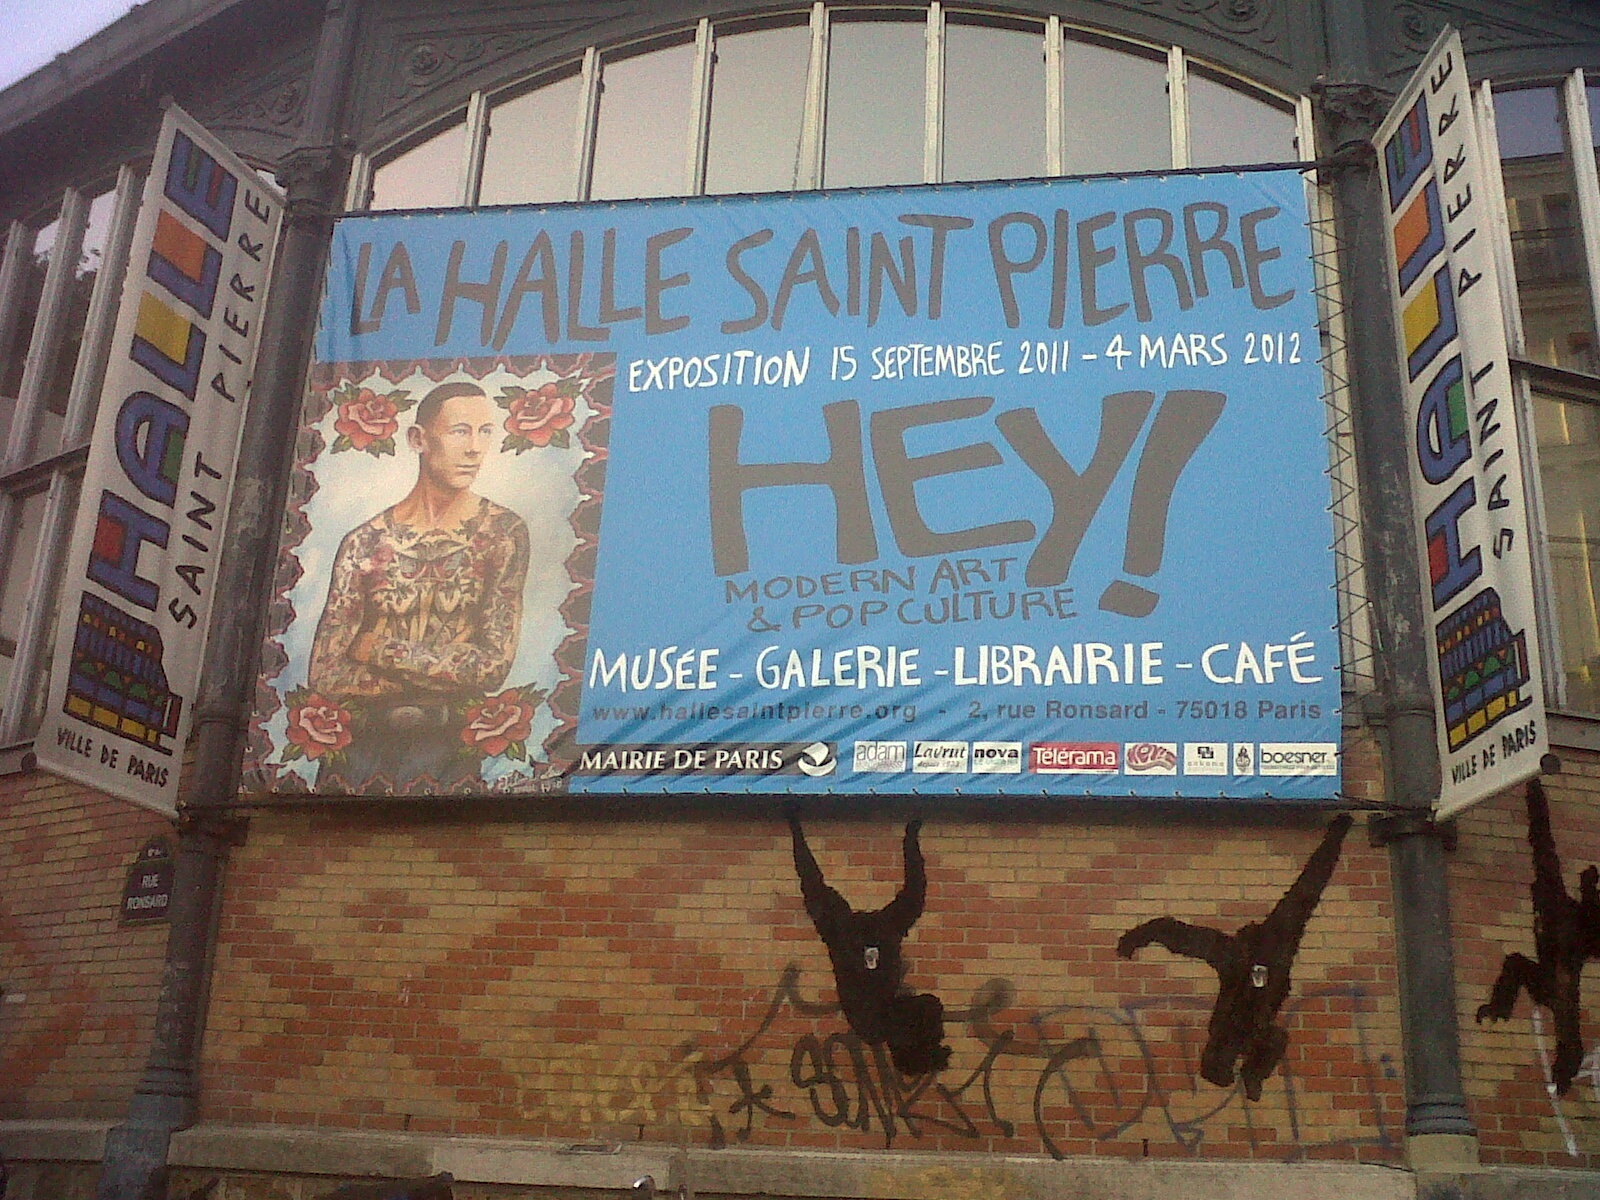 LA HALLE SAINT PIERRE
EXPOSITION 15 SEPTEMBRE 2011 - 4 MARS 2012
HEY!
MODERN ART
& POP CULTURE
MUSÉE - GALERIE - LIBRAIRIE - CAFÉ
www.hallesaintpierre.org - 2, rue Ronsard - 75018 Paris
MAIRIE DE PARIS adam nova Télérama boesner
HALLE
SAINT PIERRE
VILLE DE PARIS
HALLE
SAINT PIERRE
VILLE DE PARIS
RUE
RONSARD